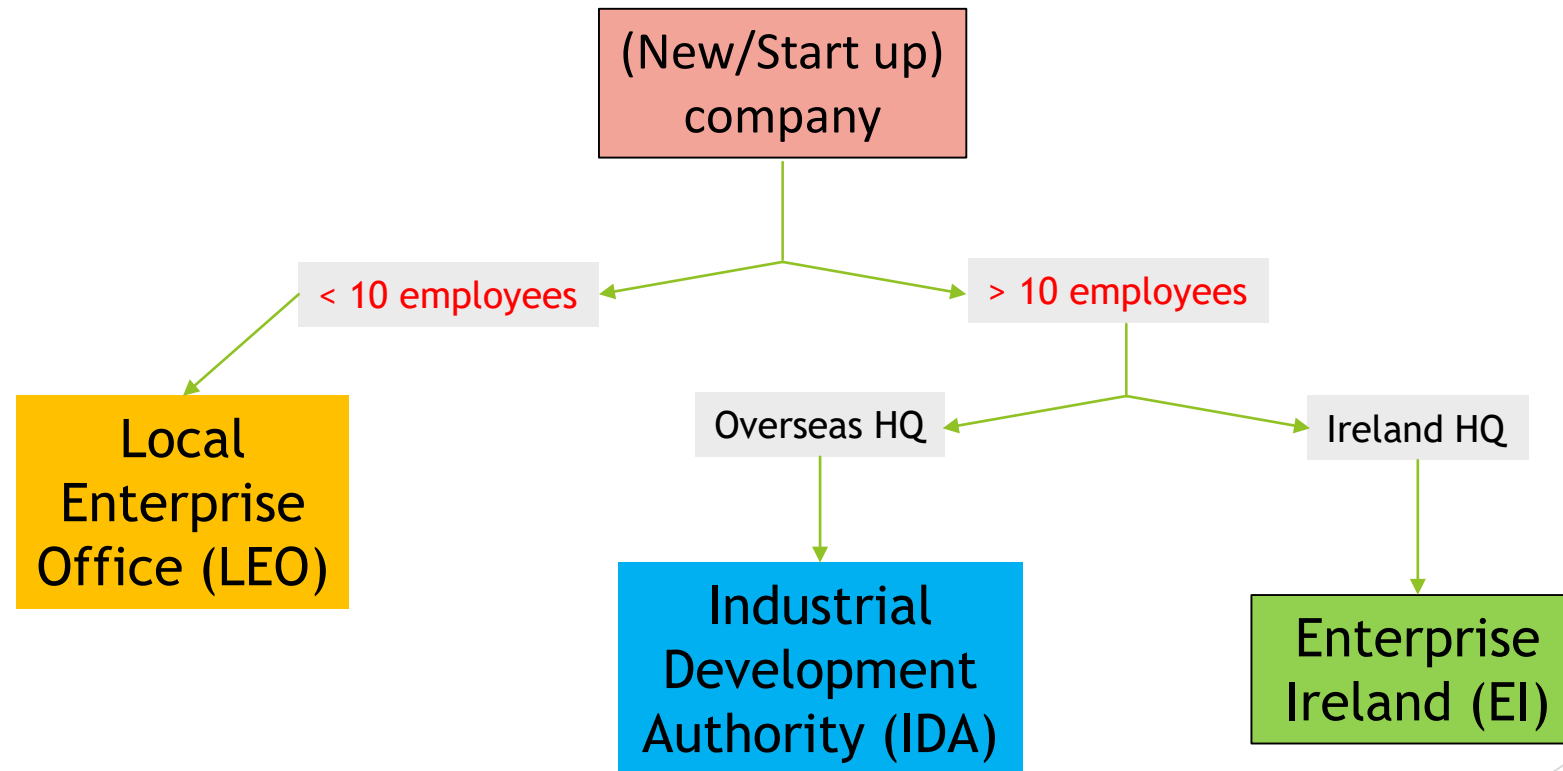 (New/Start up)
company
< 10 employees
> 10 employees
Overseas HQ
Ireland HQ
Local
Enterprise
Office (LEO)
Industrial
Development
Authority (IDA)
Enterprise
Ireland (EI)